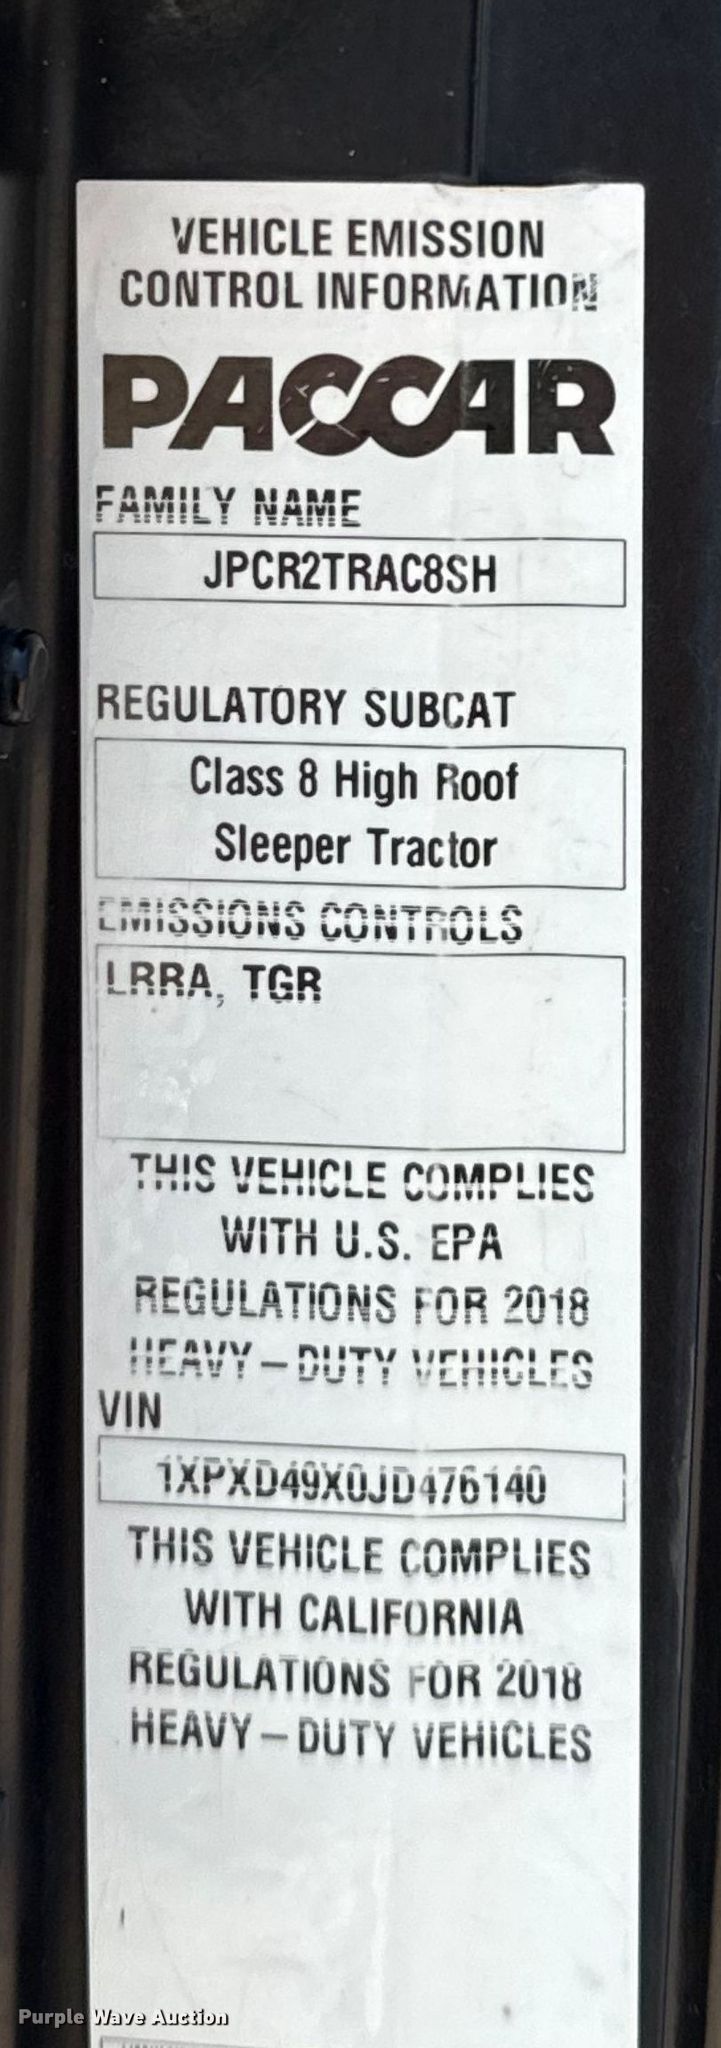 VEHICLE EMISSION
CONTROL INFORMATION
PACCAR
FAMILY NAME
JPCR2TRAC8SH
REGULATORY SUBCAT
Class 8 High Roof
Sleeper Tractor
EMISSIONS CONTROLS
LRRA, TGR
THIS VEHICLE COMPLIES
WITH U.S. EPA
REGULATIONS FOR 2018
HEAVY-DUTY VEHICLES
VIN
1XPXD49X0JD476140
THIS VEHICLE COMPLIES
WITH CALIFORNIA
REGULATIONS FOR 2018
HEAVY-DUTY VEHICLES
Purple Wave Auction